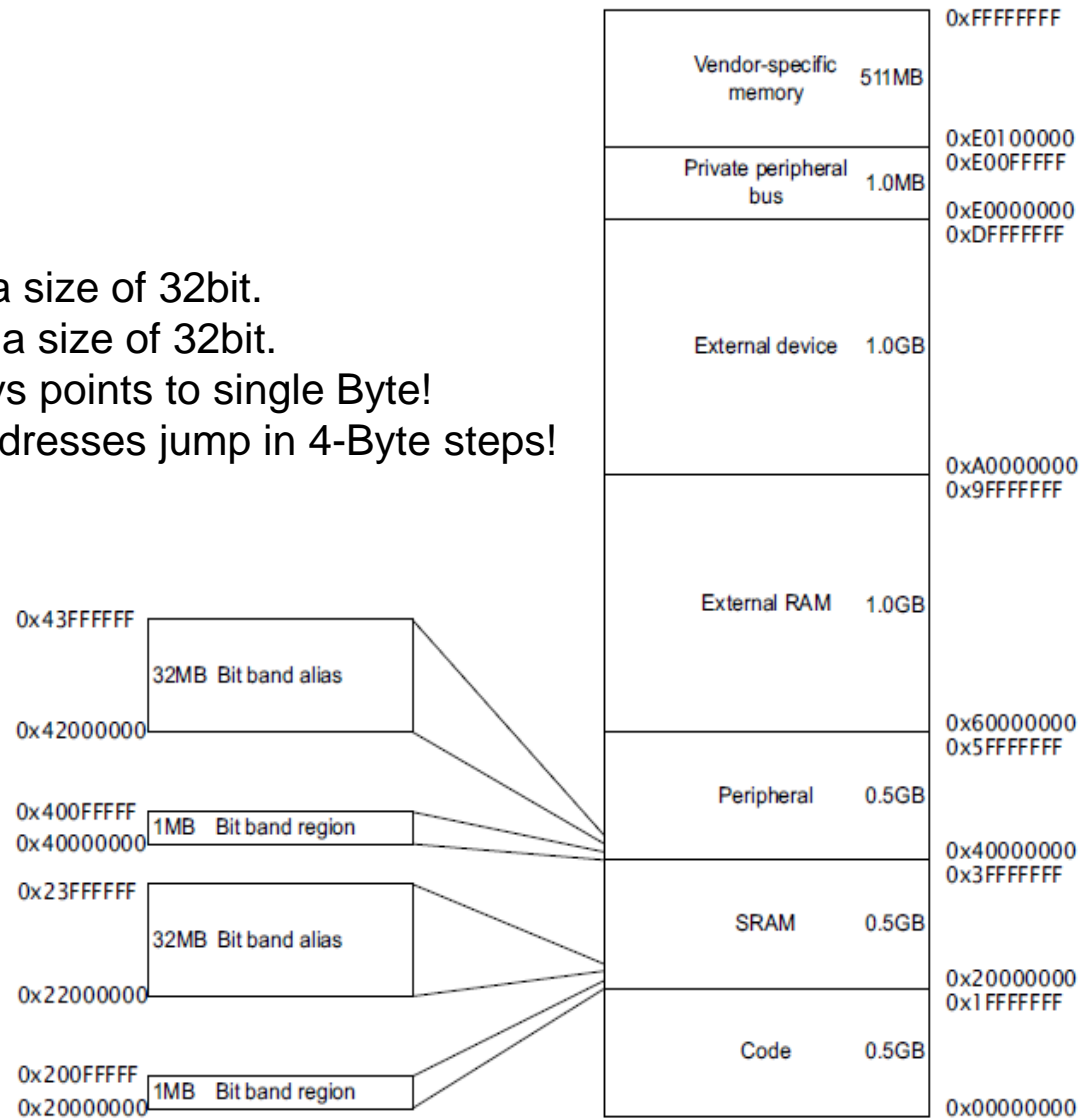 a size of 32bit.
a size of 32bit.
s points to single Byte!
dresses jump in 4-Byte steps!
0xFFFFFFFF
Vendor-specific
memory
511MB
0xE0100000
0xE00FFFFF
Private peripheral
bus
1.0MB
0xE0000000
0xDFFFFFFF
External device 1.0GB
0xA0000000
0x9FFFFFFF
External RAM 1.0GB
0x60000000
0x5FFFFFFF
Peripheral 0.5GB
0x40000000
0x3FFFFFFF
SRAM 0.5GB
0x20000000
0x1FFFFFFF
Code 0.5GB
0x00000000
0x43FFFFFF
32MB Bit band alias
0x42000000
0x400FFFFF
1MB Bit band region
0x40000000
0x23FFFFFF
32MB Bit band alias
0x22000000
0x200FFFFF
1MB Bit band region
0x20000000